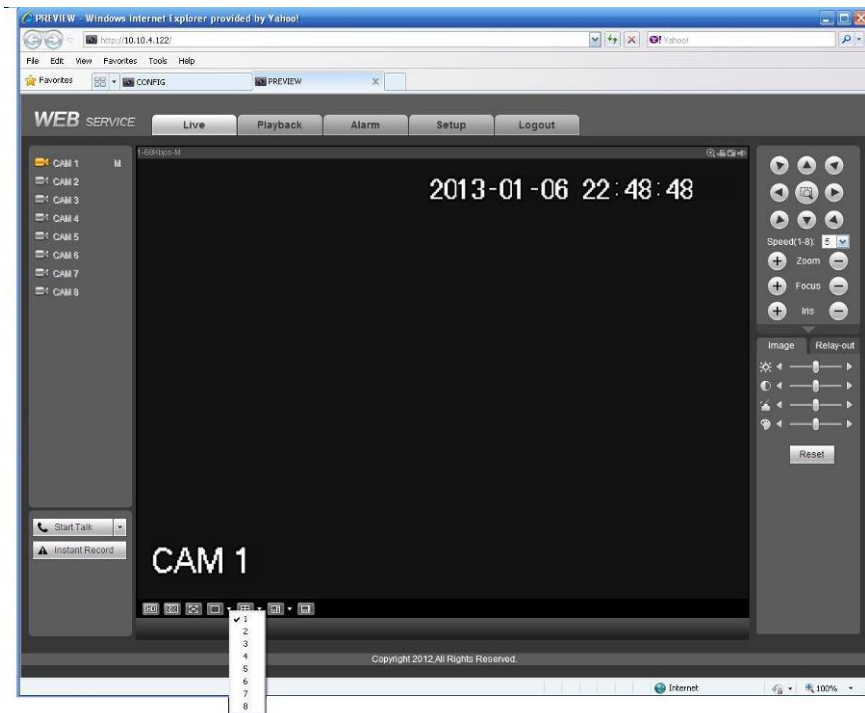 PREVIEW - Windows Internet Explorer provided by Yahoo!
http://10.10.4.122/
Yahoo!
File Edit View Favorites Tools Help
Favorites CONFIG PREVIEW
WEB SERVICE Live Playback Alarm Setup Logout
CAM 1 M
CAM 2
CAM 3
CAM 4
CAM 5
CAM 6
CAM 7
CAM 8
2013-01-06 22:48:48
Speed(1-8): 5
Zoom
Focus
Iris
Image Relay-out
Reset
Start Talk
Instant Record
CAM 1
1
2
3
4
5
6
7
8
Copyright 2012,All Rights Reserved.
Internet 100%